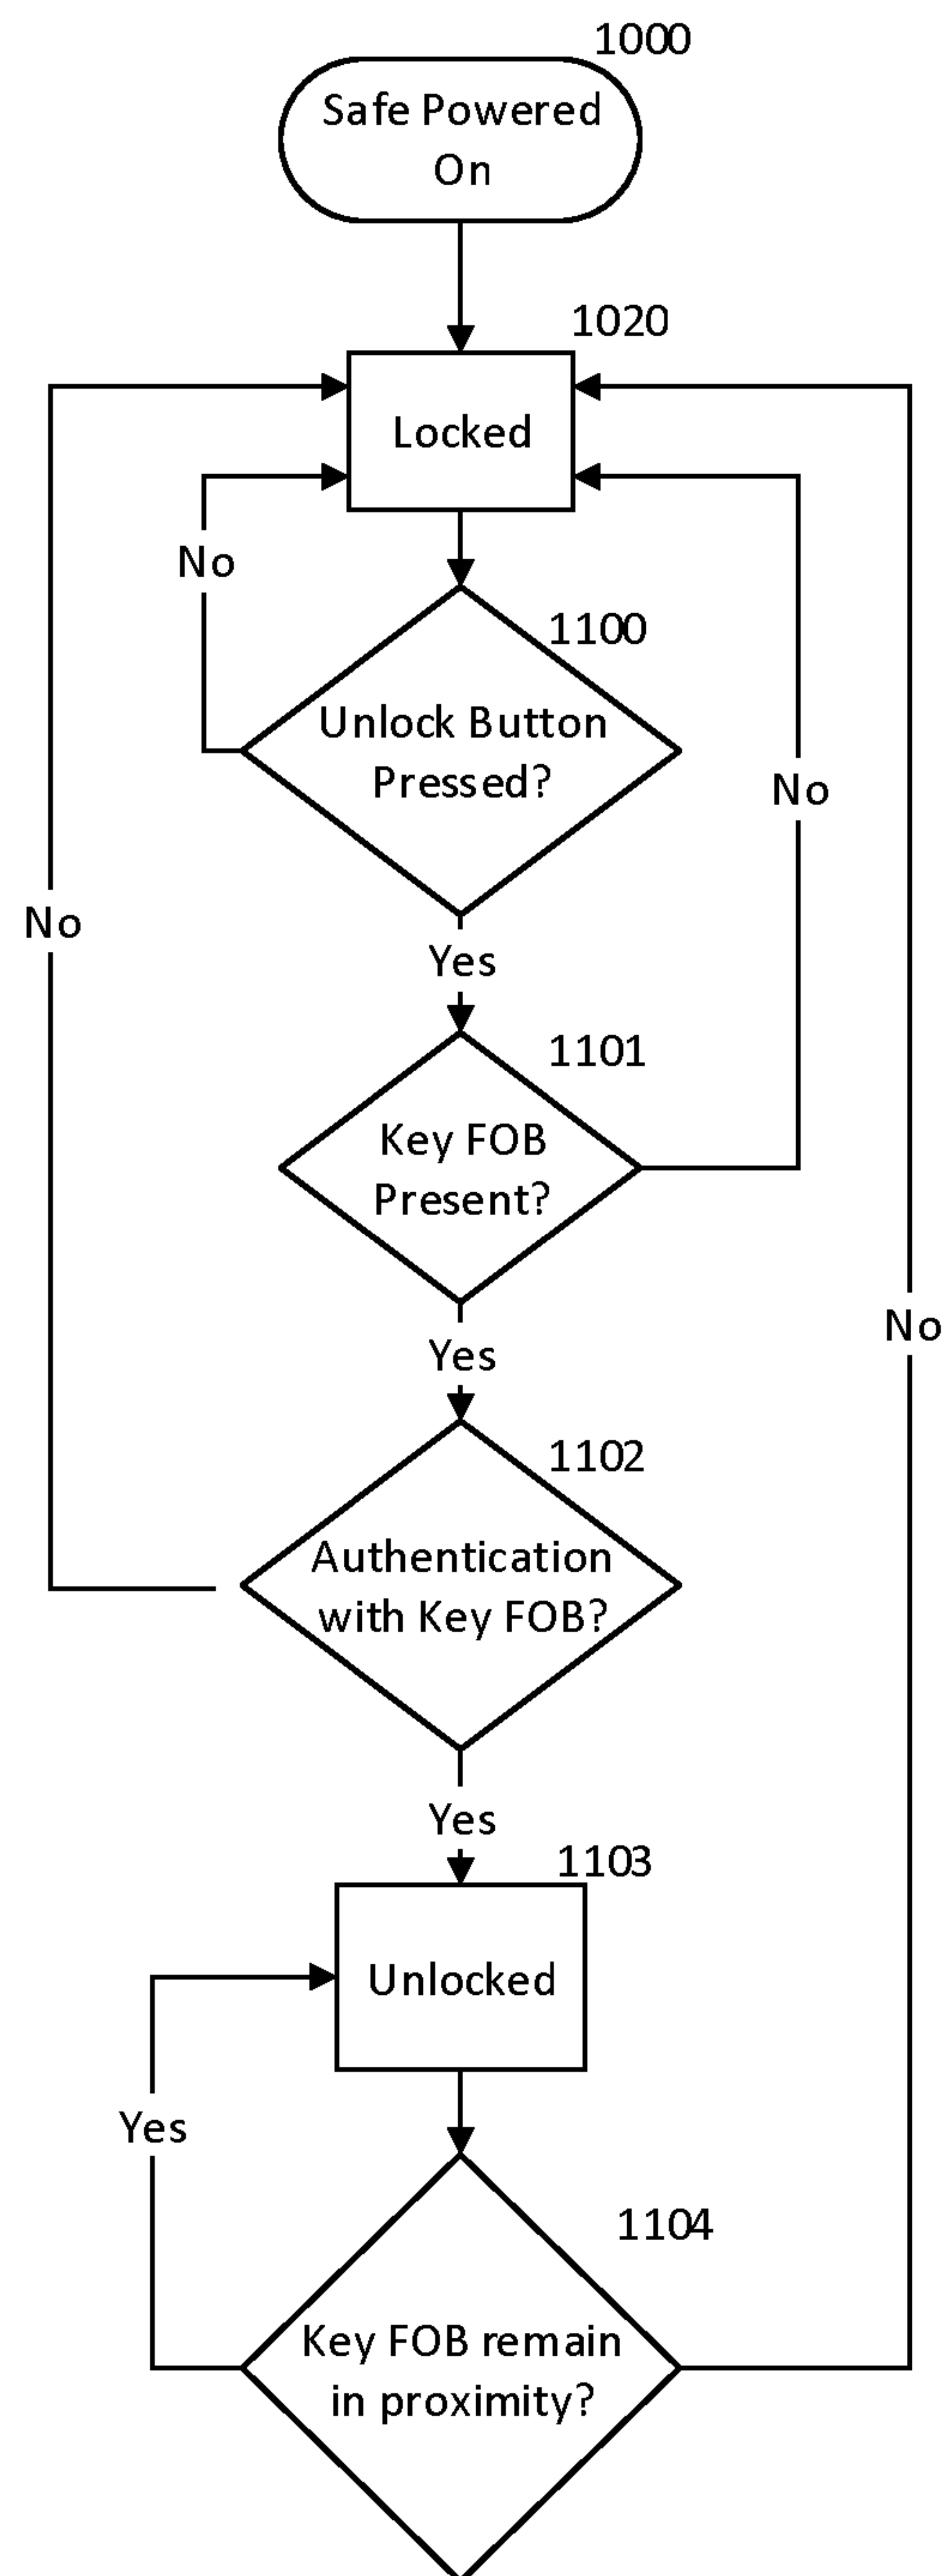 1000
Safe Powered
On
1020
Locked
No
1100
Unlock Button
Pressed?
No
No
Yes
1101
Key FOB
Present?
No
Yes
1102
Authentication
with Key FOB?
Yes
1103
Unlocked
Yes
1104
Key FOB remain
in proximity?